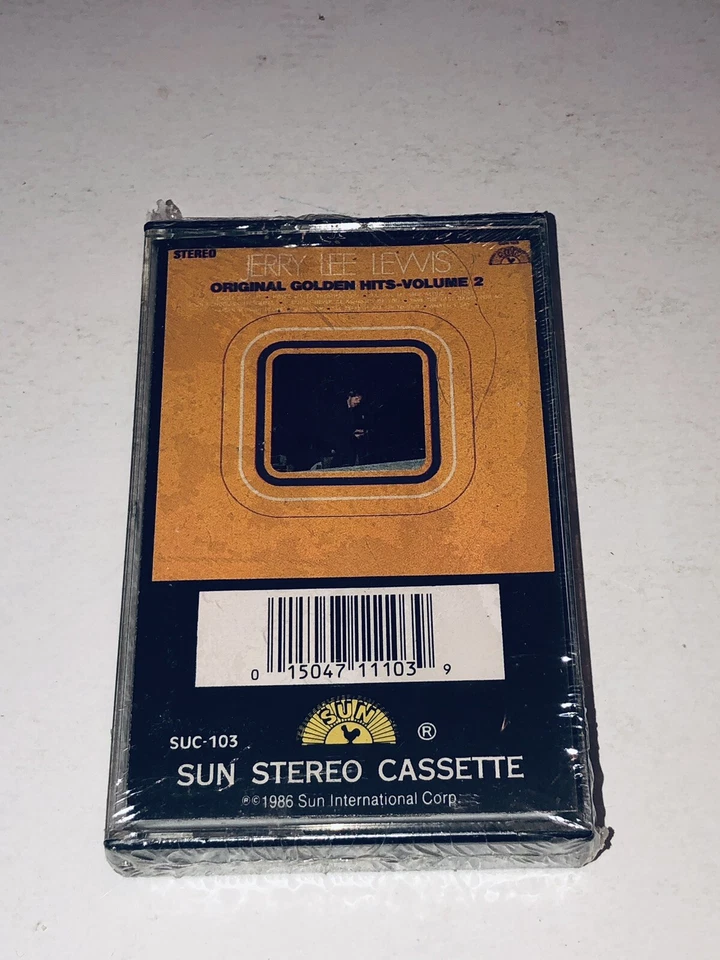 STEREO
JERRY LEE LEWIS
SUN
ORIGINAL GOLDEN HITS-VOLUME 2
0 15047 11103 9
SUN
SUC-103
®
SUN STEREO CASSETTE
℗©1986 Sun International Corp.